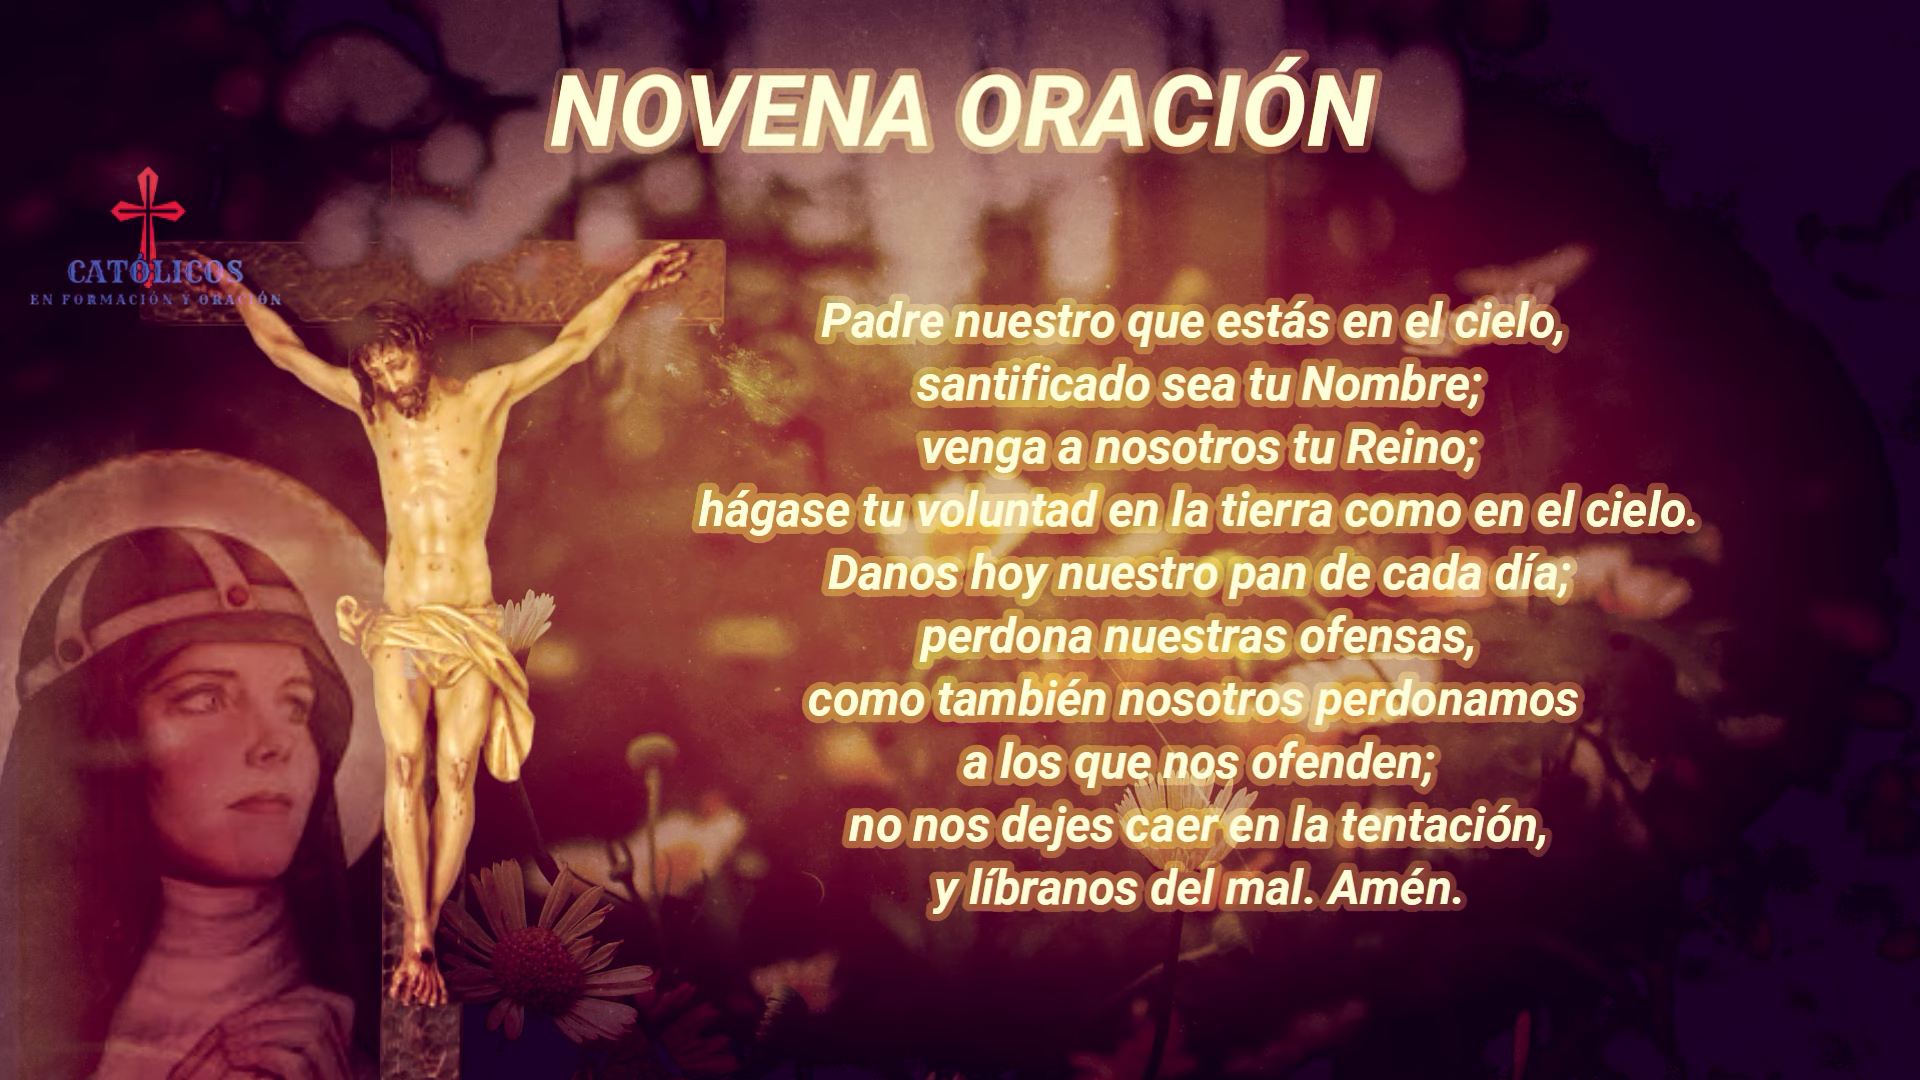 NOVENA ORACIÓN
CATÓLICOS
EN FORMACIÓN Y ORACIÓN
Padre nuestro que estás en el cielo,
santificado sea tu Nombre;
venga a nosotros tu Reino;
hágase tu voluntad en la tierra como en el cielo.
Danos hoy nuestro pan de cada día;
perdona nuestras ofensas,
como también nosotros perdonamos
a los que nos ofenden;
no nos dejes caer en la tentación,
y líbranos del mal. Amén.